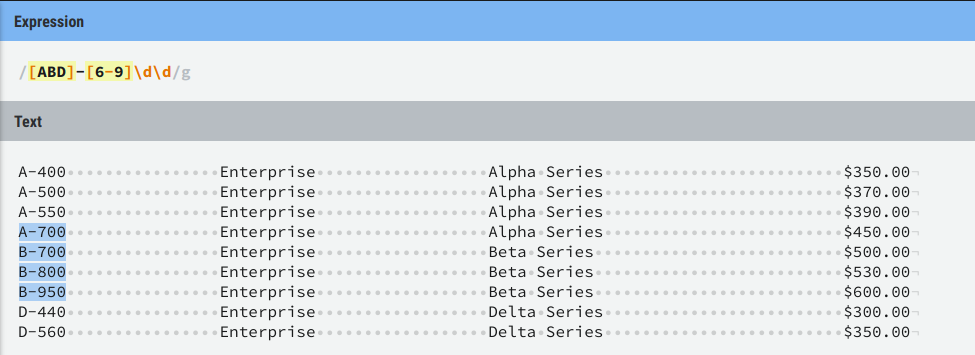 Expression
/[ABD]-[6-9]\d\d/g
Text
A-400 Enterprise Alpha Series $350.00
A-500 Enterprise Alpha Series $370.00
A-550 Enterprise Alpha Series $390.00
A-700 Enterprise Alpha Series $450.00
B-700 Enterprise Beta Series $500.00
B-800 Enterprise Beta Series $530.00
B-950 Enterprise Beta Series $600.00
D-440 Enterprise Delta Series $300.00
D-560 Enterprise Delta Series $350.00